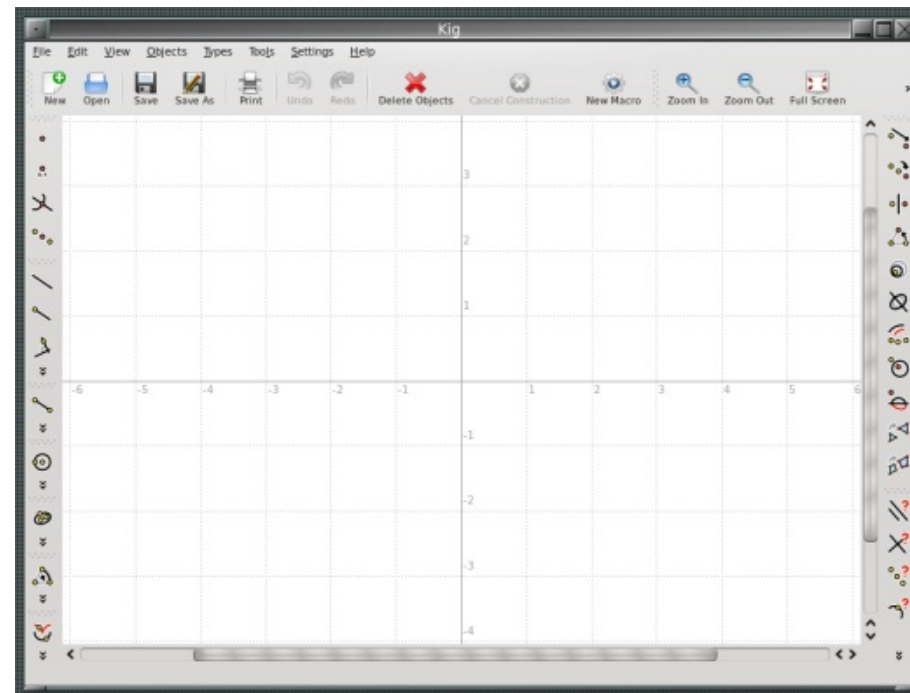 Kig
File Edit View Objects Types Tools Settings Help
New Open Save Save As Print Undo Redo Delete Objects Cancel Construction New Macro Zoom In Zoom Out Full Screen
3
2
1
-6 -5 -4 -3 -2 -1 1 2 3 4 5 6
-1
-2
-3
-4